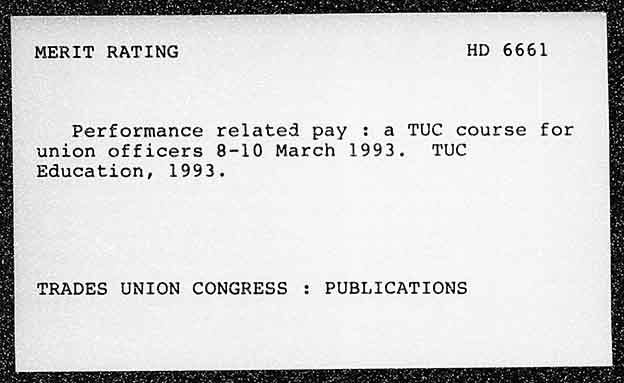 MERIT RATING HD 6661
Performance related pay : a TUC course for
union officers 8-10 March 1993. TUC
Education, 1993.
TRADES UNION CONGRESS : PUBLICATIONS